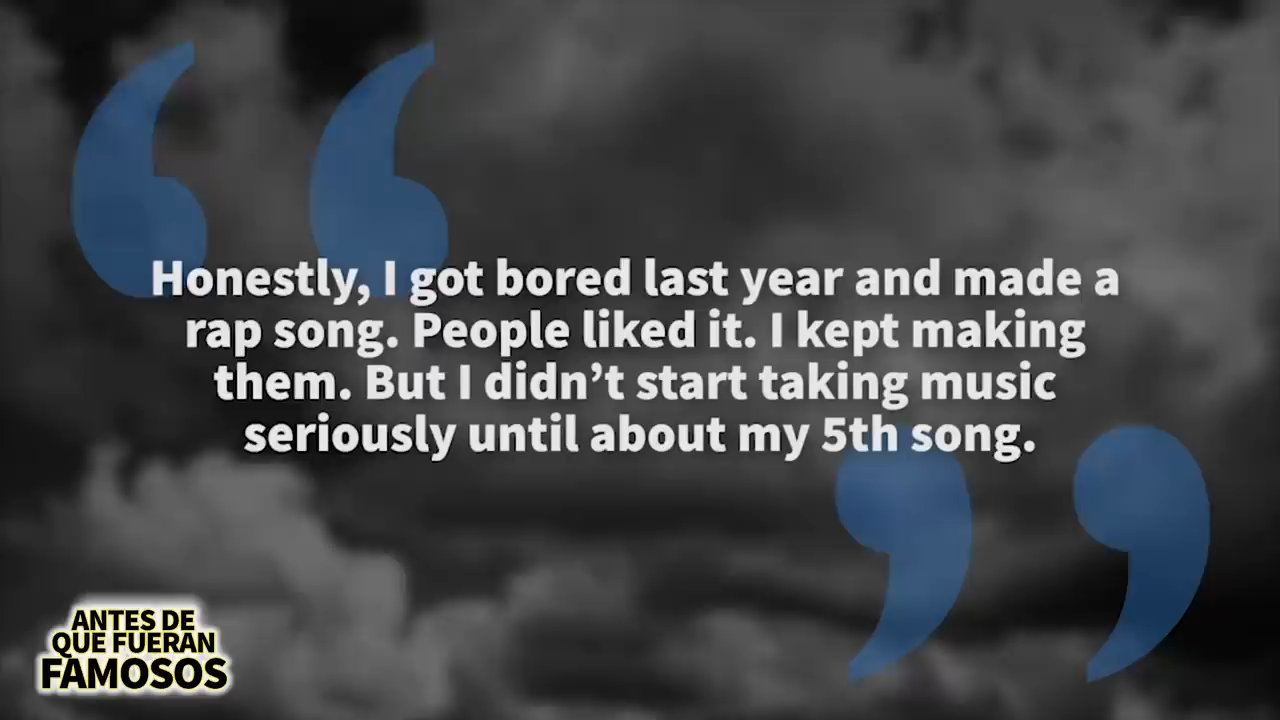 Honestly, I got bored last year and made a
rap song. People liked it. I kept making
them. But I didn’t start taking music
seriously until about my 5th song.
ANTES DE
QUE FUERAN
FAMOSOS